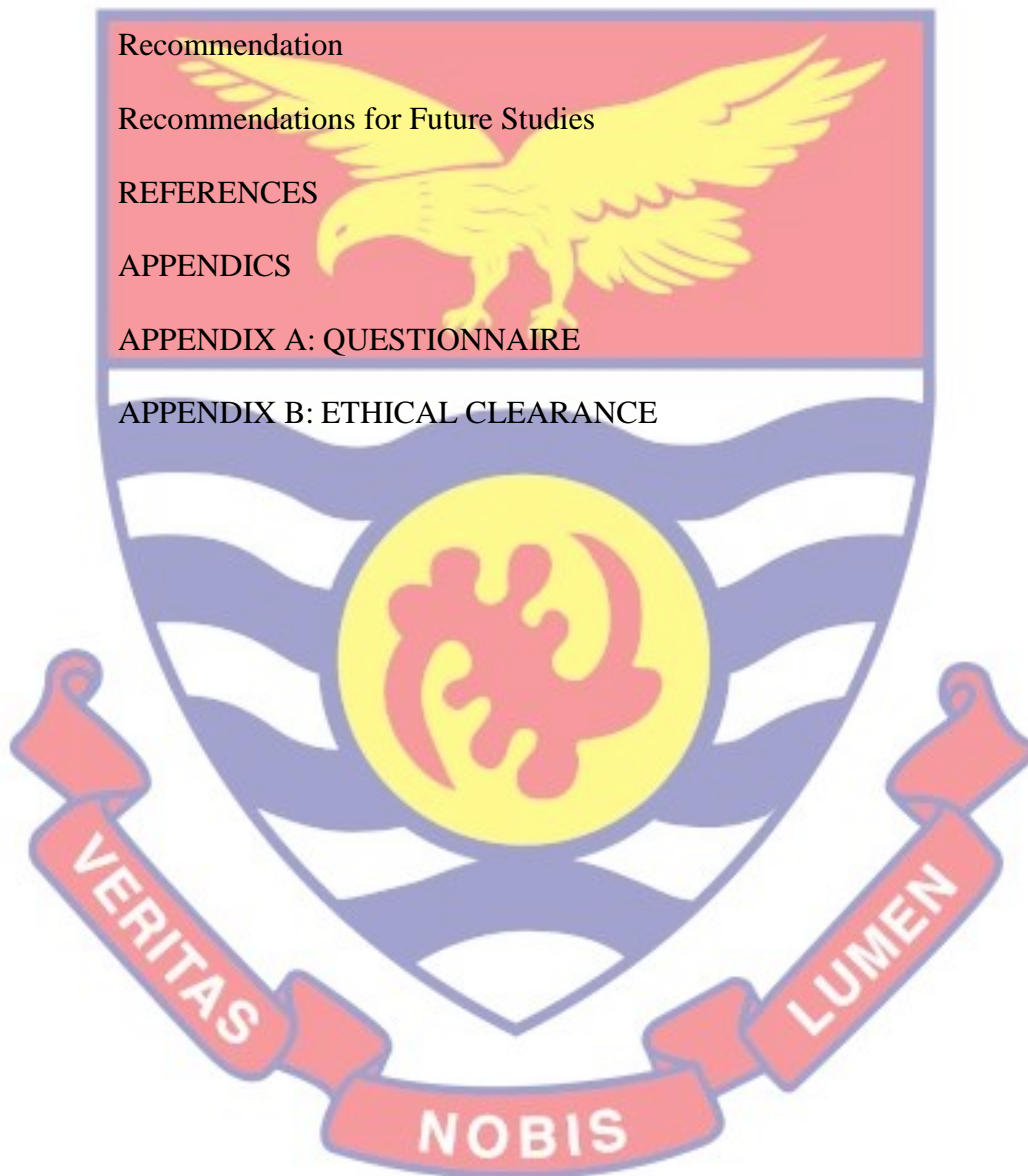 Recommendation
Recommendations for Future Studies
REFERENCES
APPENDICS
APPENDIX A: QUESTIONNAIRE
APPENDIX B: ETHICAL CLEARANCE
VERITAS
NOBIS
LUMEN